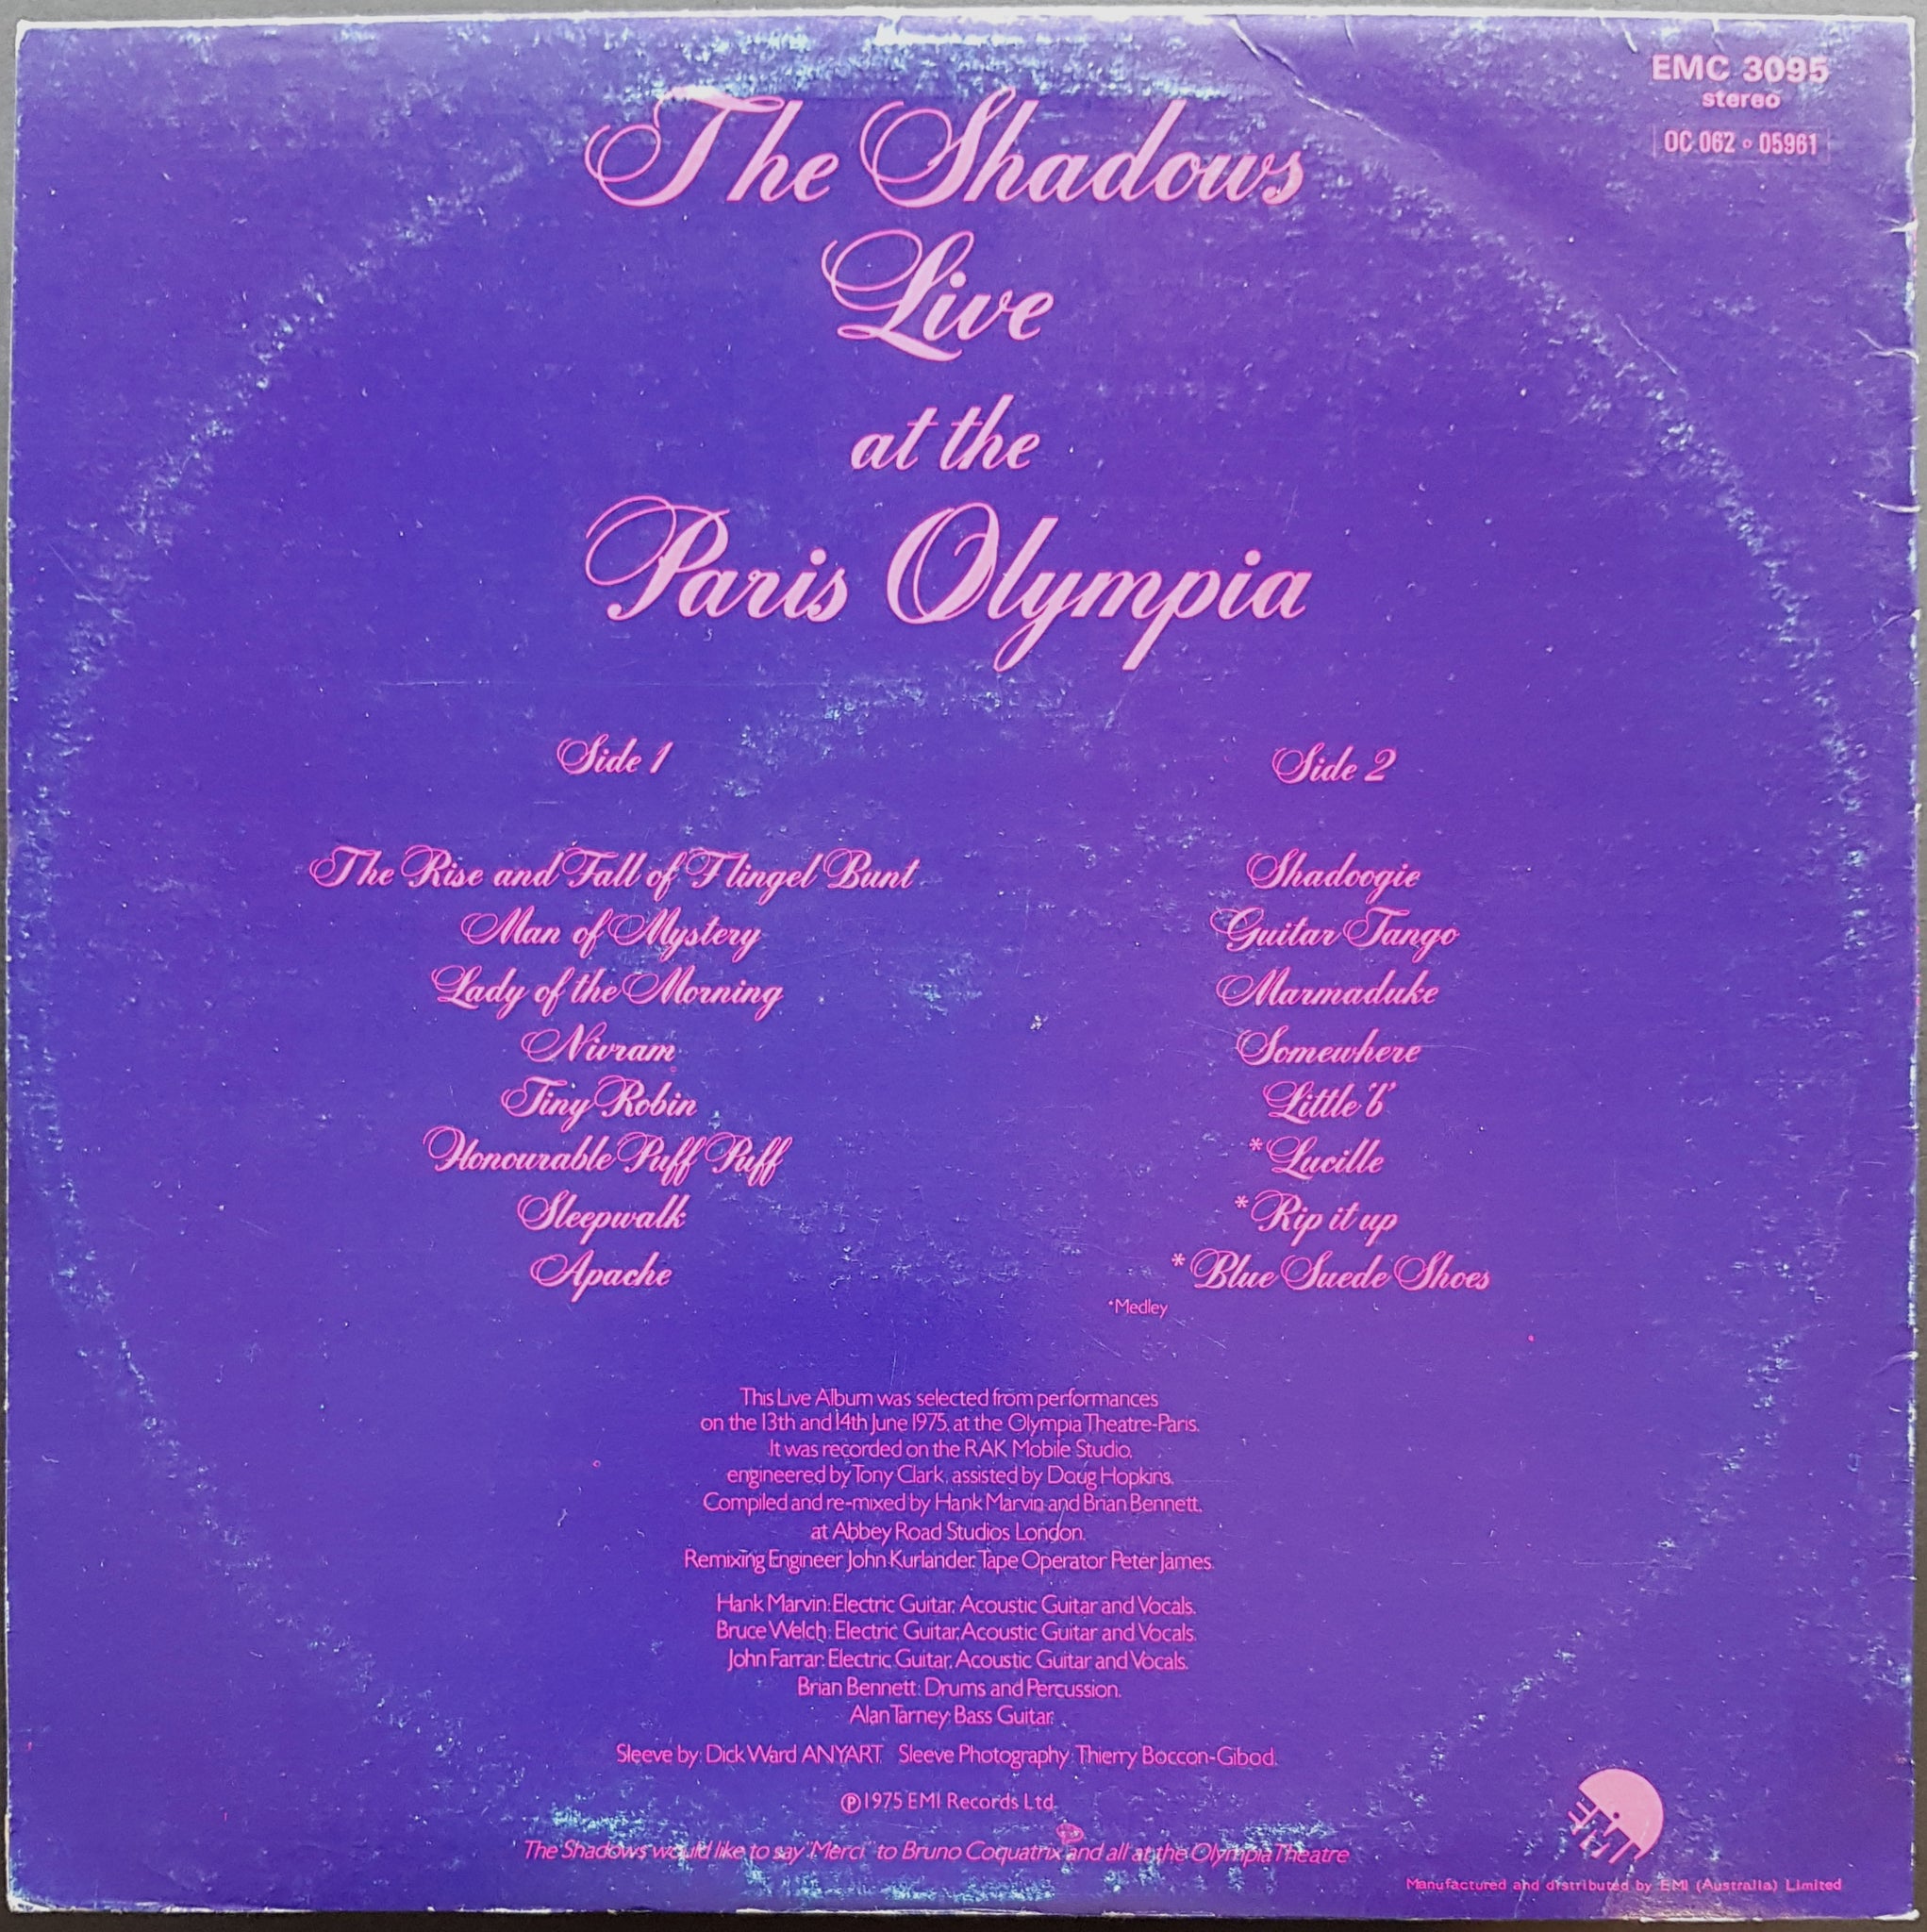 EMC 3095
stereo
OC 062 ∘ 05961
The Shadows
Live
at the
Paris Olympia
Side 1
The Rise and Fall of Flingel Bunt
Man of Mystery
Lady of the Morning
Nivram
Tiny Robin
Honourable Puff Puff
Sleepwalk
Apache
Side 2
Shadoogie
Guitar Tango
Marmaduke
Somewhere
Little 'b'
*Lucille
*Rip it up
*Blue Suede Shoes
*Medley
This Live Album was selected from performances
on the 13th and 14th June 1975, at the Olympia Theatre-Paris.
It was recorded on the RAK Mobile Studio,
engineered by Tony Clark, assisted by Doug Hopkins.
Compiled and re-mixed by Hank Marvin and Brian Bennett,
at Abbey Road Studios London.
Remixing Engineer John Kurlander. Tape Operator Peter James.
Hank Marvin: Electric Guitar, Acoustic Guitar and Vocals.
Bruce Welch: Electric Guitar, Acoustic Guitar and Vocals.
John Farrar: Electric Guitar, Acoustic Guitar and Vocals.
Brian Bennett: Drums and Percussion.
Alan Tarney: Bass Guitar.
Sleeve by: Dick Ward ANYART. Sleeve Photography: Thierry Boccon-Gibod.
℗ 1975 EMI Records Ltd.
The Shadows would like to say 'Merci' to Bruno Coquatrix and all at the Olympia Theatre
EMI
Manufactured and distributed by EMI (Australia) Limited